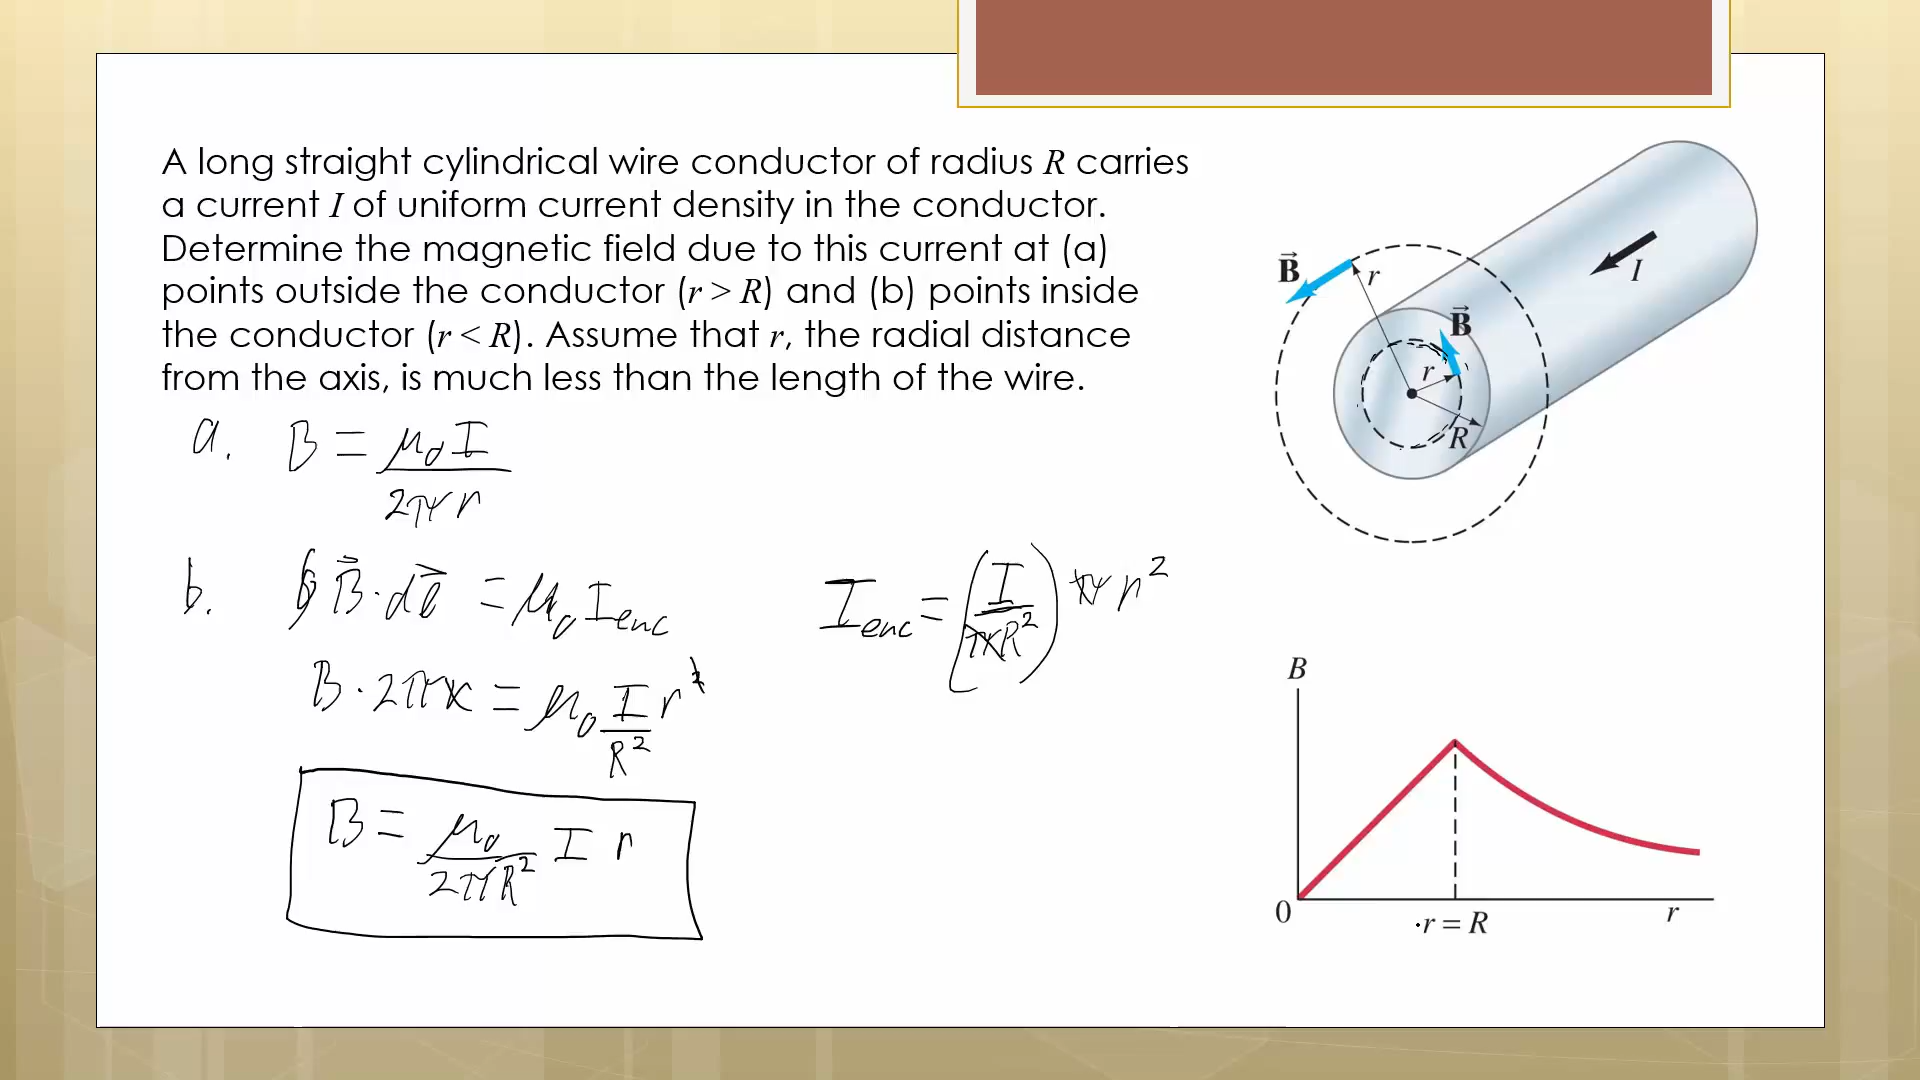 A long straight cylindrical wire conductor of radius R carries
a current I of uniform current density in the conductor.
Determine the magnetic field due to this current at (a)
points outside the conductor (r > R) and (b) points inside
the conductor (r < R). Assume that r, the radial distance
from the axis, is much less than the length of the wire.
a. B = μ₀I / 2πr
b. ∮ B⃗ · dl⃗ = μ₀ I enc
I enc = (I / πR²) πr²
B · 2πr = μ₀ I / R² r²
B = μ₀ / 2πR² I r
B⃗
r
I
B⃗
r
R
B
0
r = R
r